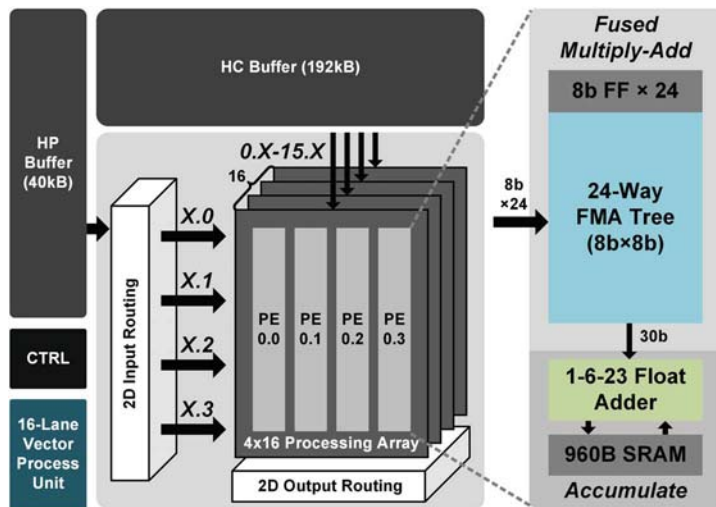 HP
Buffer
(40kB)
CTRL
16-Lane
Vector
Process
Unit
HC Buffer (192kB)
0.X-15.X
16
2D Input Routing
X.0
X.1
X.2
X.3
PE
0.0
PE
0.1
PE
0.2
PE
0.3
4x16 Processing Array
2D Output Routing
8b
×24
Fused
Multiply-Add
8b FF × 24
24-Way
FMA Tree
(8b×8b)
30b
1-6-23 Float
Adder
960B SRAM
Accumulate